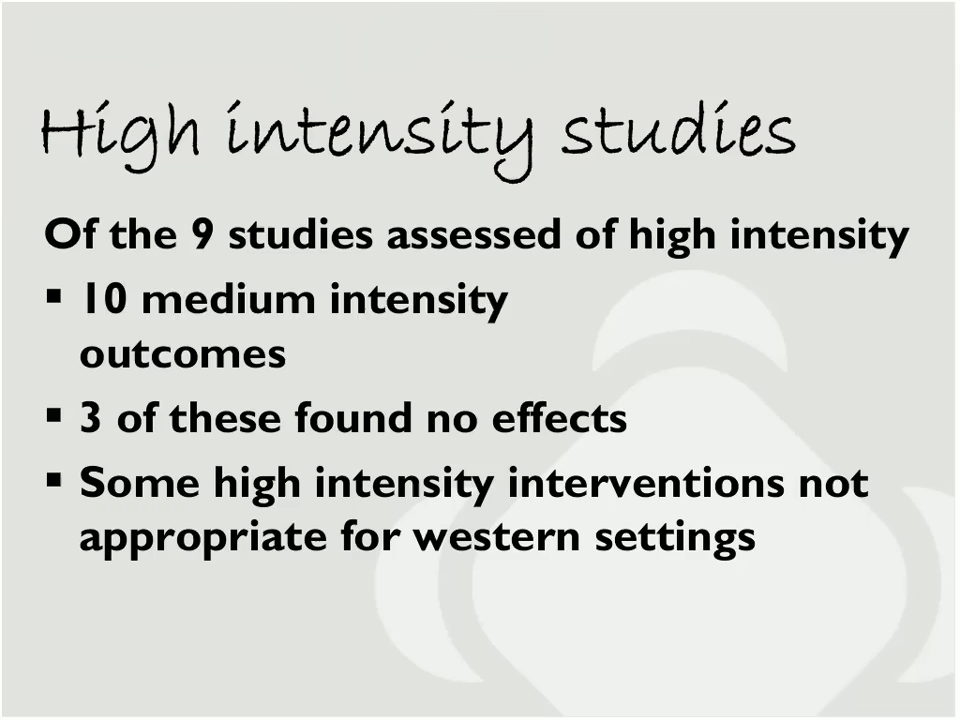 High intensity studies
Of the 9 studies assessed of high intensity
▪ 10 medium intensity
outcomes
▪ 3 of these found no effects
▪ Some high intensity interventions not
appropriate for western settings